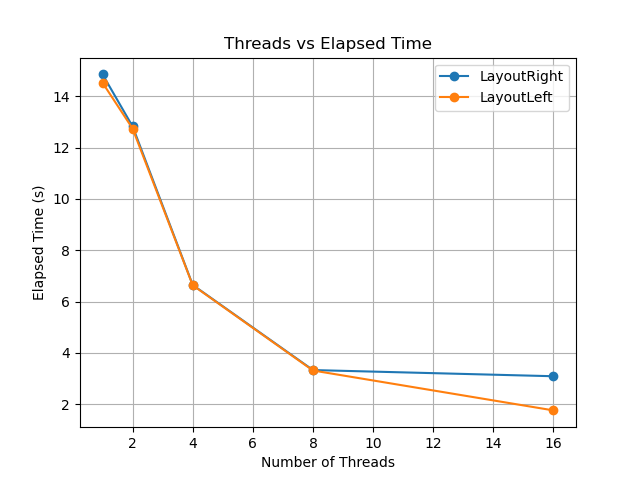 Threads vs Elapsed Time
LayoutRight
LayoutLeft
14
12
10
8
6
4
2
Elapsed Time (s)
2 4 6 8 10 12 14 16
Number of Threads